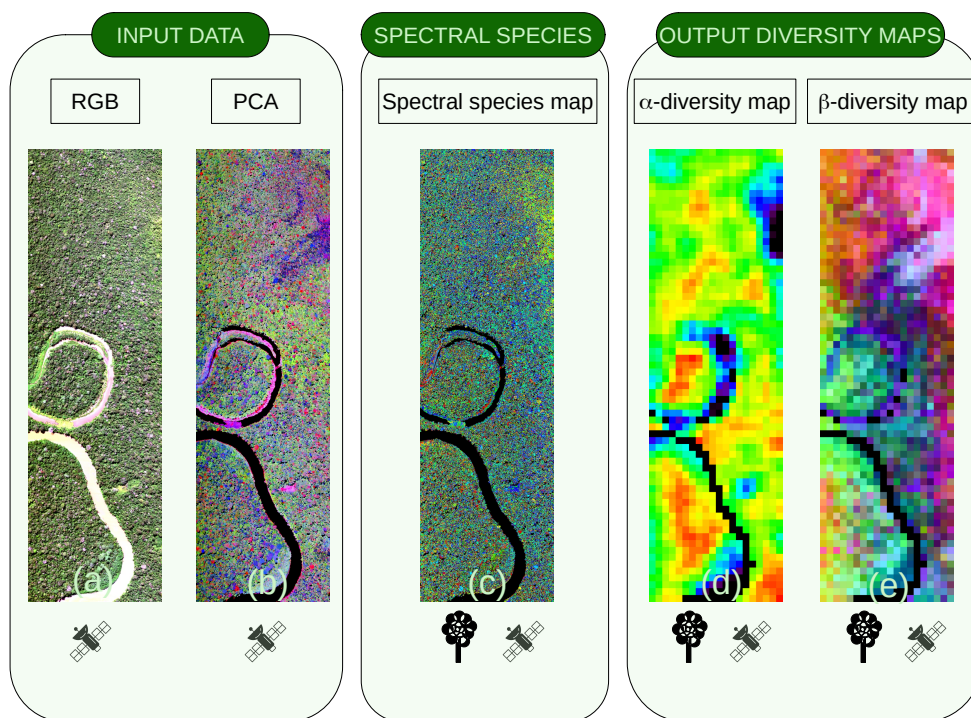 INPUT DATA
SPECTRAL SPECIES
OUTPUT DIVERSITY MAPS
RGB
PCA
Spectral species map
α-diversity map
β-diversity map
(a)
(b)
(c)
(d)
(e)